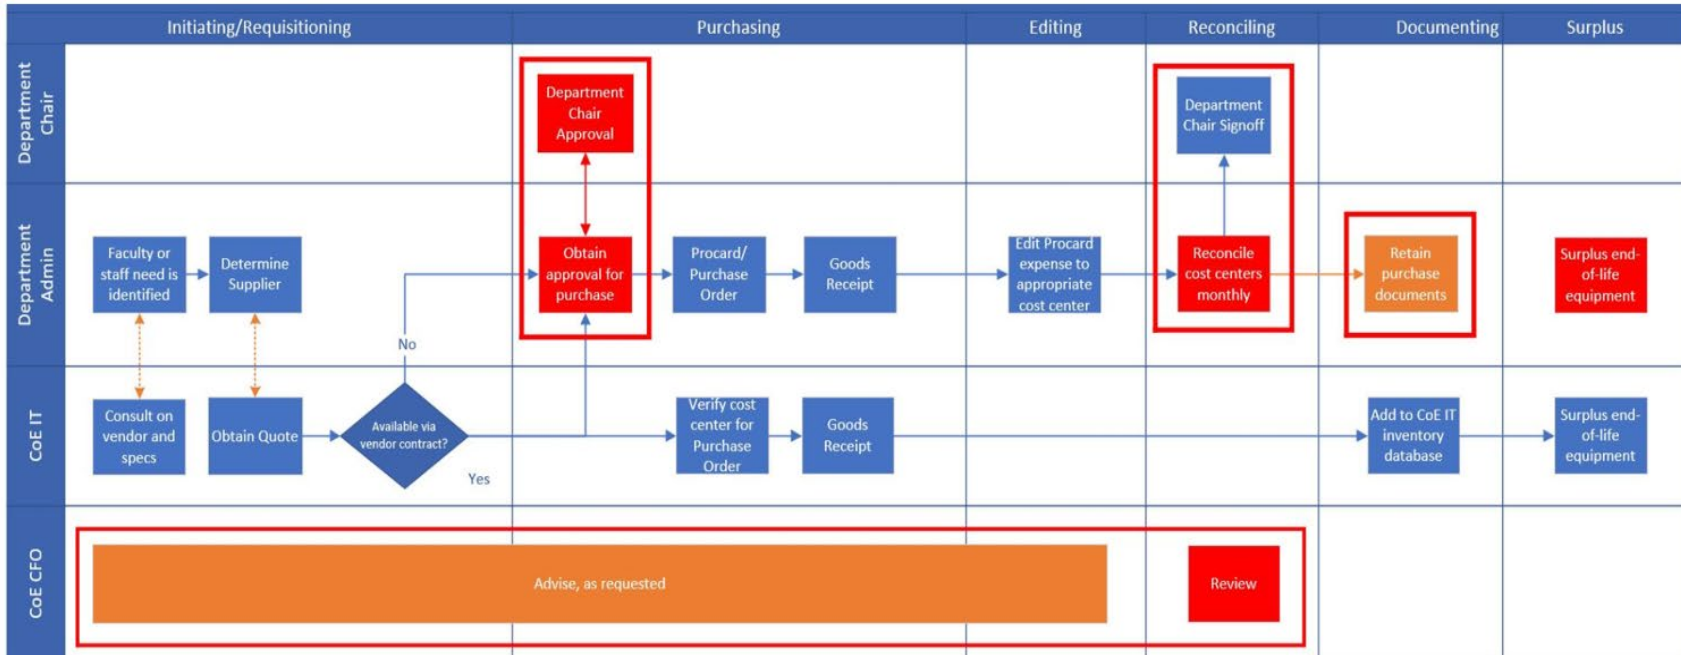 Initiating/Requisitioning
Purchasing
Editing
Reconciling
Documenting
Surplus
Department
Chair
Department
Chair
Approval
Department
Chair Signoff
Department
Admin
Faculty or
staff need is
identified
Determine
Supplier
Obtain
approval for
purchase
Procard/
Purchase
Order
Goods
Receipt
Edit Procard
expense to
appropriate
cost center
Reconcile
cost centers
monthly
Retain
purchase
documents
Surplus end-
of-life
equipment
No
CoE IT
Consult on
vendor and
specs
Obtain Quote
Available via
vendor contract?
Yes
Verify cost
center for
Purchase
Order
Goods
Receipt
Add to CoE IT
inventory
database
Surplus end-
of-life
equipment
CoE CFO
Advise, as requested
Review